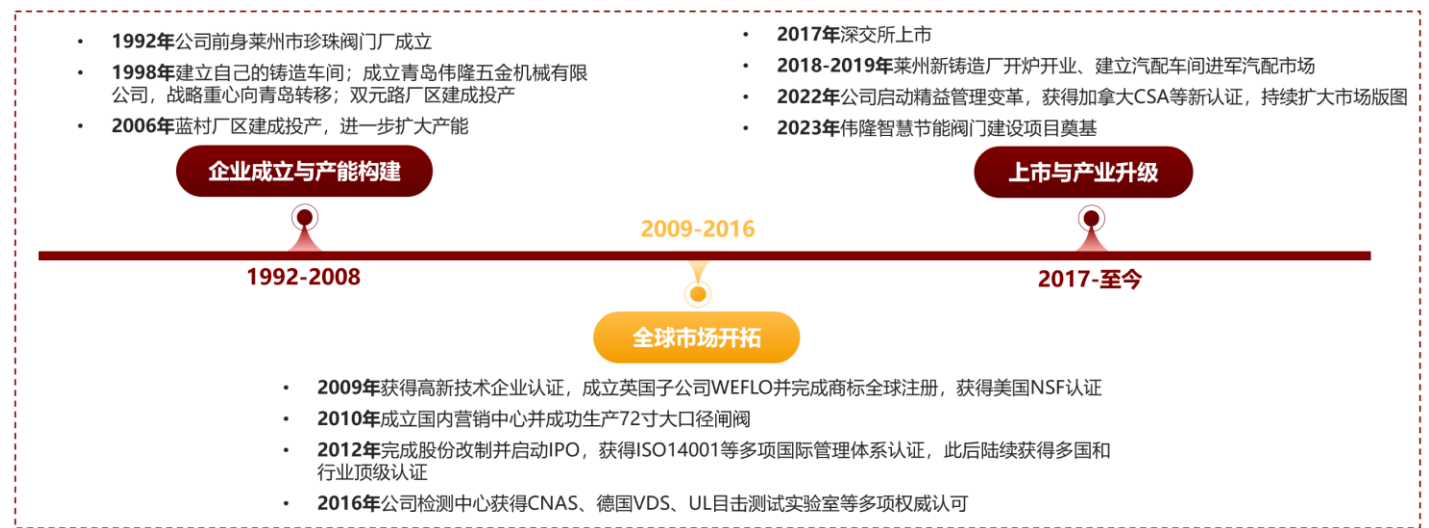 • 1992年公司前身莱州市珍珠阀门厂成立
• 1998年建立自己的铸造车间；成立青岛伟隆五金机械有限
公司，战略重心向青岛转移；双元路厂区建成投产
• 2006年蓝村厂区建成投产，进一步扩大产能
企业成立与产能构建
1992-2008
2009-2016
全球市场开拓
• 2009年获得高新技术企业认证，成立英国子公司WEFLO并完成商标全球注册，获得美国NSF认证
• 2010年成立国内营销中心并成功生产72寸大口径闸阀
• 2012年完成股份改制并启动IPO，获得ISO14001等多项国际管理体系认证，此后陆续获得多国和
行业顶级认证
• 2016年公司检测中心获得CNAS、德国VDS、UL目击测试实验室等多项权威认可
• 2017年深交所上市
• 2018-2019年莱州新铸造厂开炉开业、建立汽配车间进军汽配市场
• 2022年公司启动精益管理变革，获得加拿大CSA等新认证，持续扩大市场版图
• 2023年伟隆智慧节能阀门建设项目奠基
上市与产业升级
2017-至今